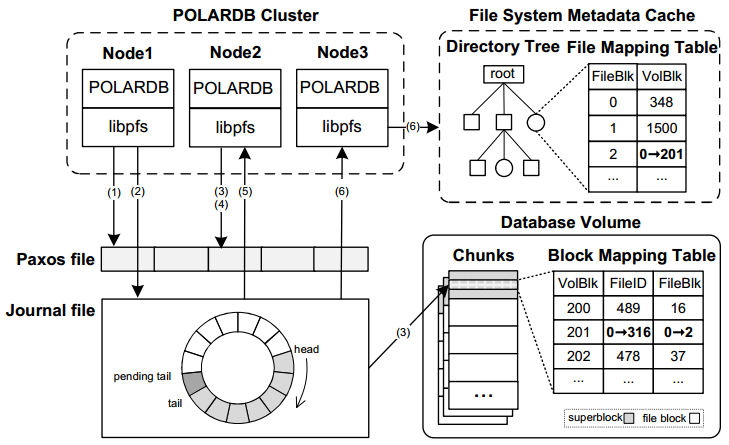 POLARDB Cluster
Node1 Node2 Node3
POLARDB POLARDB POLARDB
libpfs libpfs libpfs
(1) (2) (3) (4) (5) (6)
(6)
File System Metadata Cache
Directory Tree File Mapping Table
root
FileBlk VolBlk
0 348
1 1500
2 0→201
... ...
Paxos file
Journal file
head
pending tail
tail
(3)
Database Volume
Chunks Block Mapping Table
...
VolBlk FileID FileBlk
200 489 16
201 0→316 0→2
202 478 37
... ... ...
superblock file block